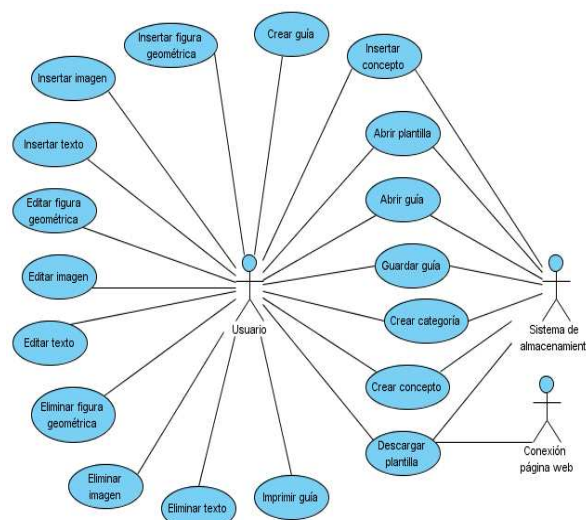 Insertar figura
geométrica
Crear guía
Insertar
concepto
Insertar imagen
Abrir plantilla
Insertar texto
Editar figura
geométrica
Abrir guía
Guardar guía
Editar imagen
Usuario
Crear categoría
Sistema de
almacenamient
Editar texto
Crear concepto
Eliminar figura
geométrica
Descargar
plantilla
Conexión
página web
Eliminar
imagen
Eliminar texto
Imprimir guía